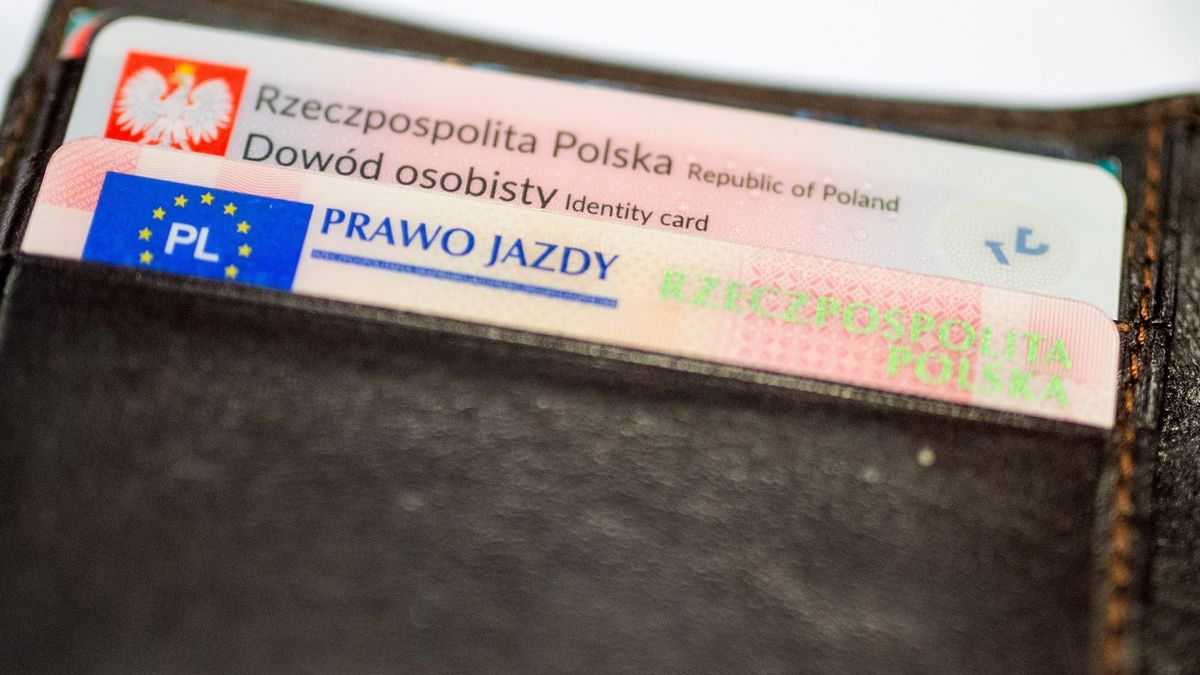 Rzeczpospolita Polska Republic of Poland
Dowód osobisty Identity card
PL
PRAWO JAZDY
RZECZPOSPOLITA
POLSKA